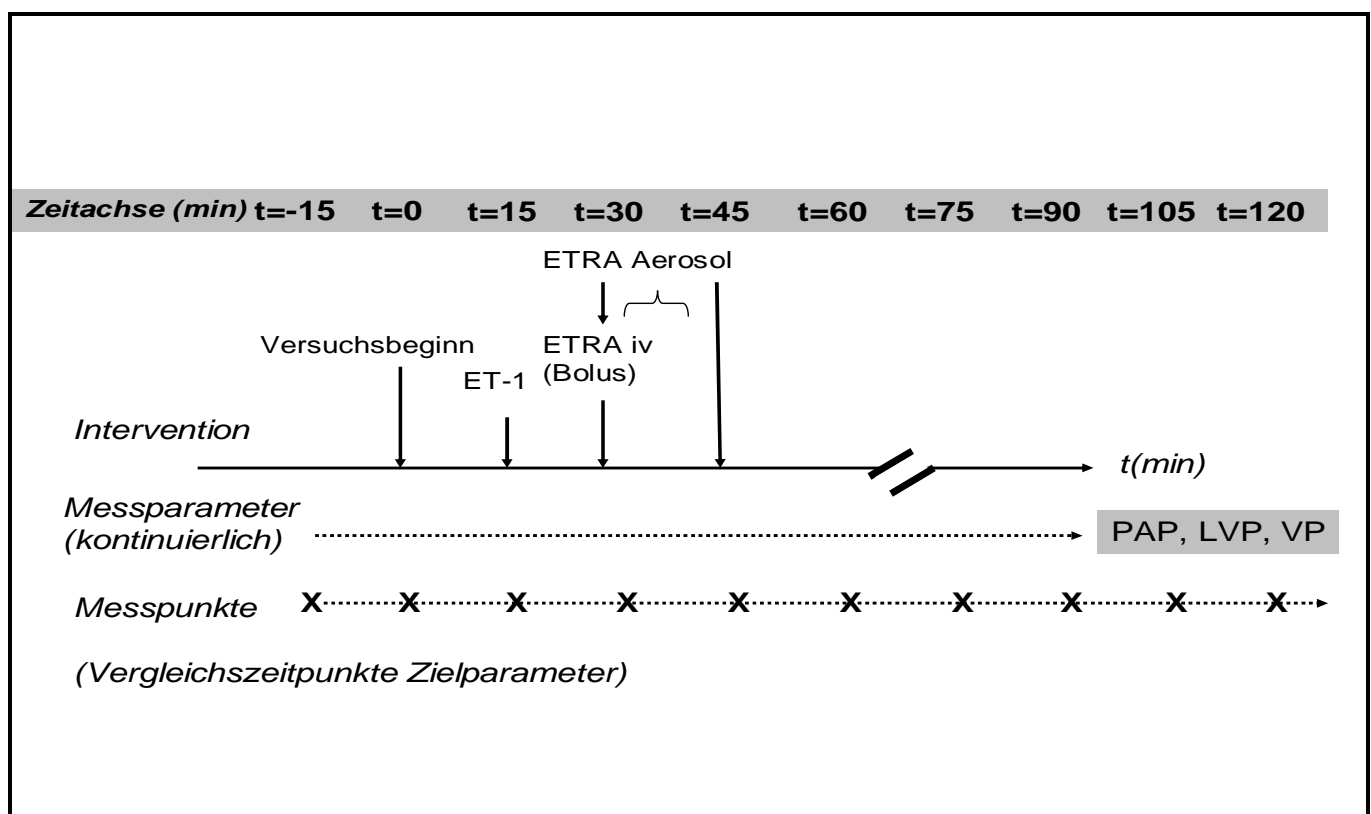 Zeitachse (min) t=-15 t=0 t=15 t=30 t=45 t=60 t=75 t=90 t=105 t=120
ETRA Aerosol
Versuchsbeginn
ETRA iv
(Bolus)
ET-1
Intervention
t(min)
Messparameter
(kontinuierlich)
PAP, LVP, VP
Messpunkte X X X X X X X X X X
(Vergleichszeitpunkte Zielparameter)